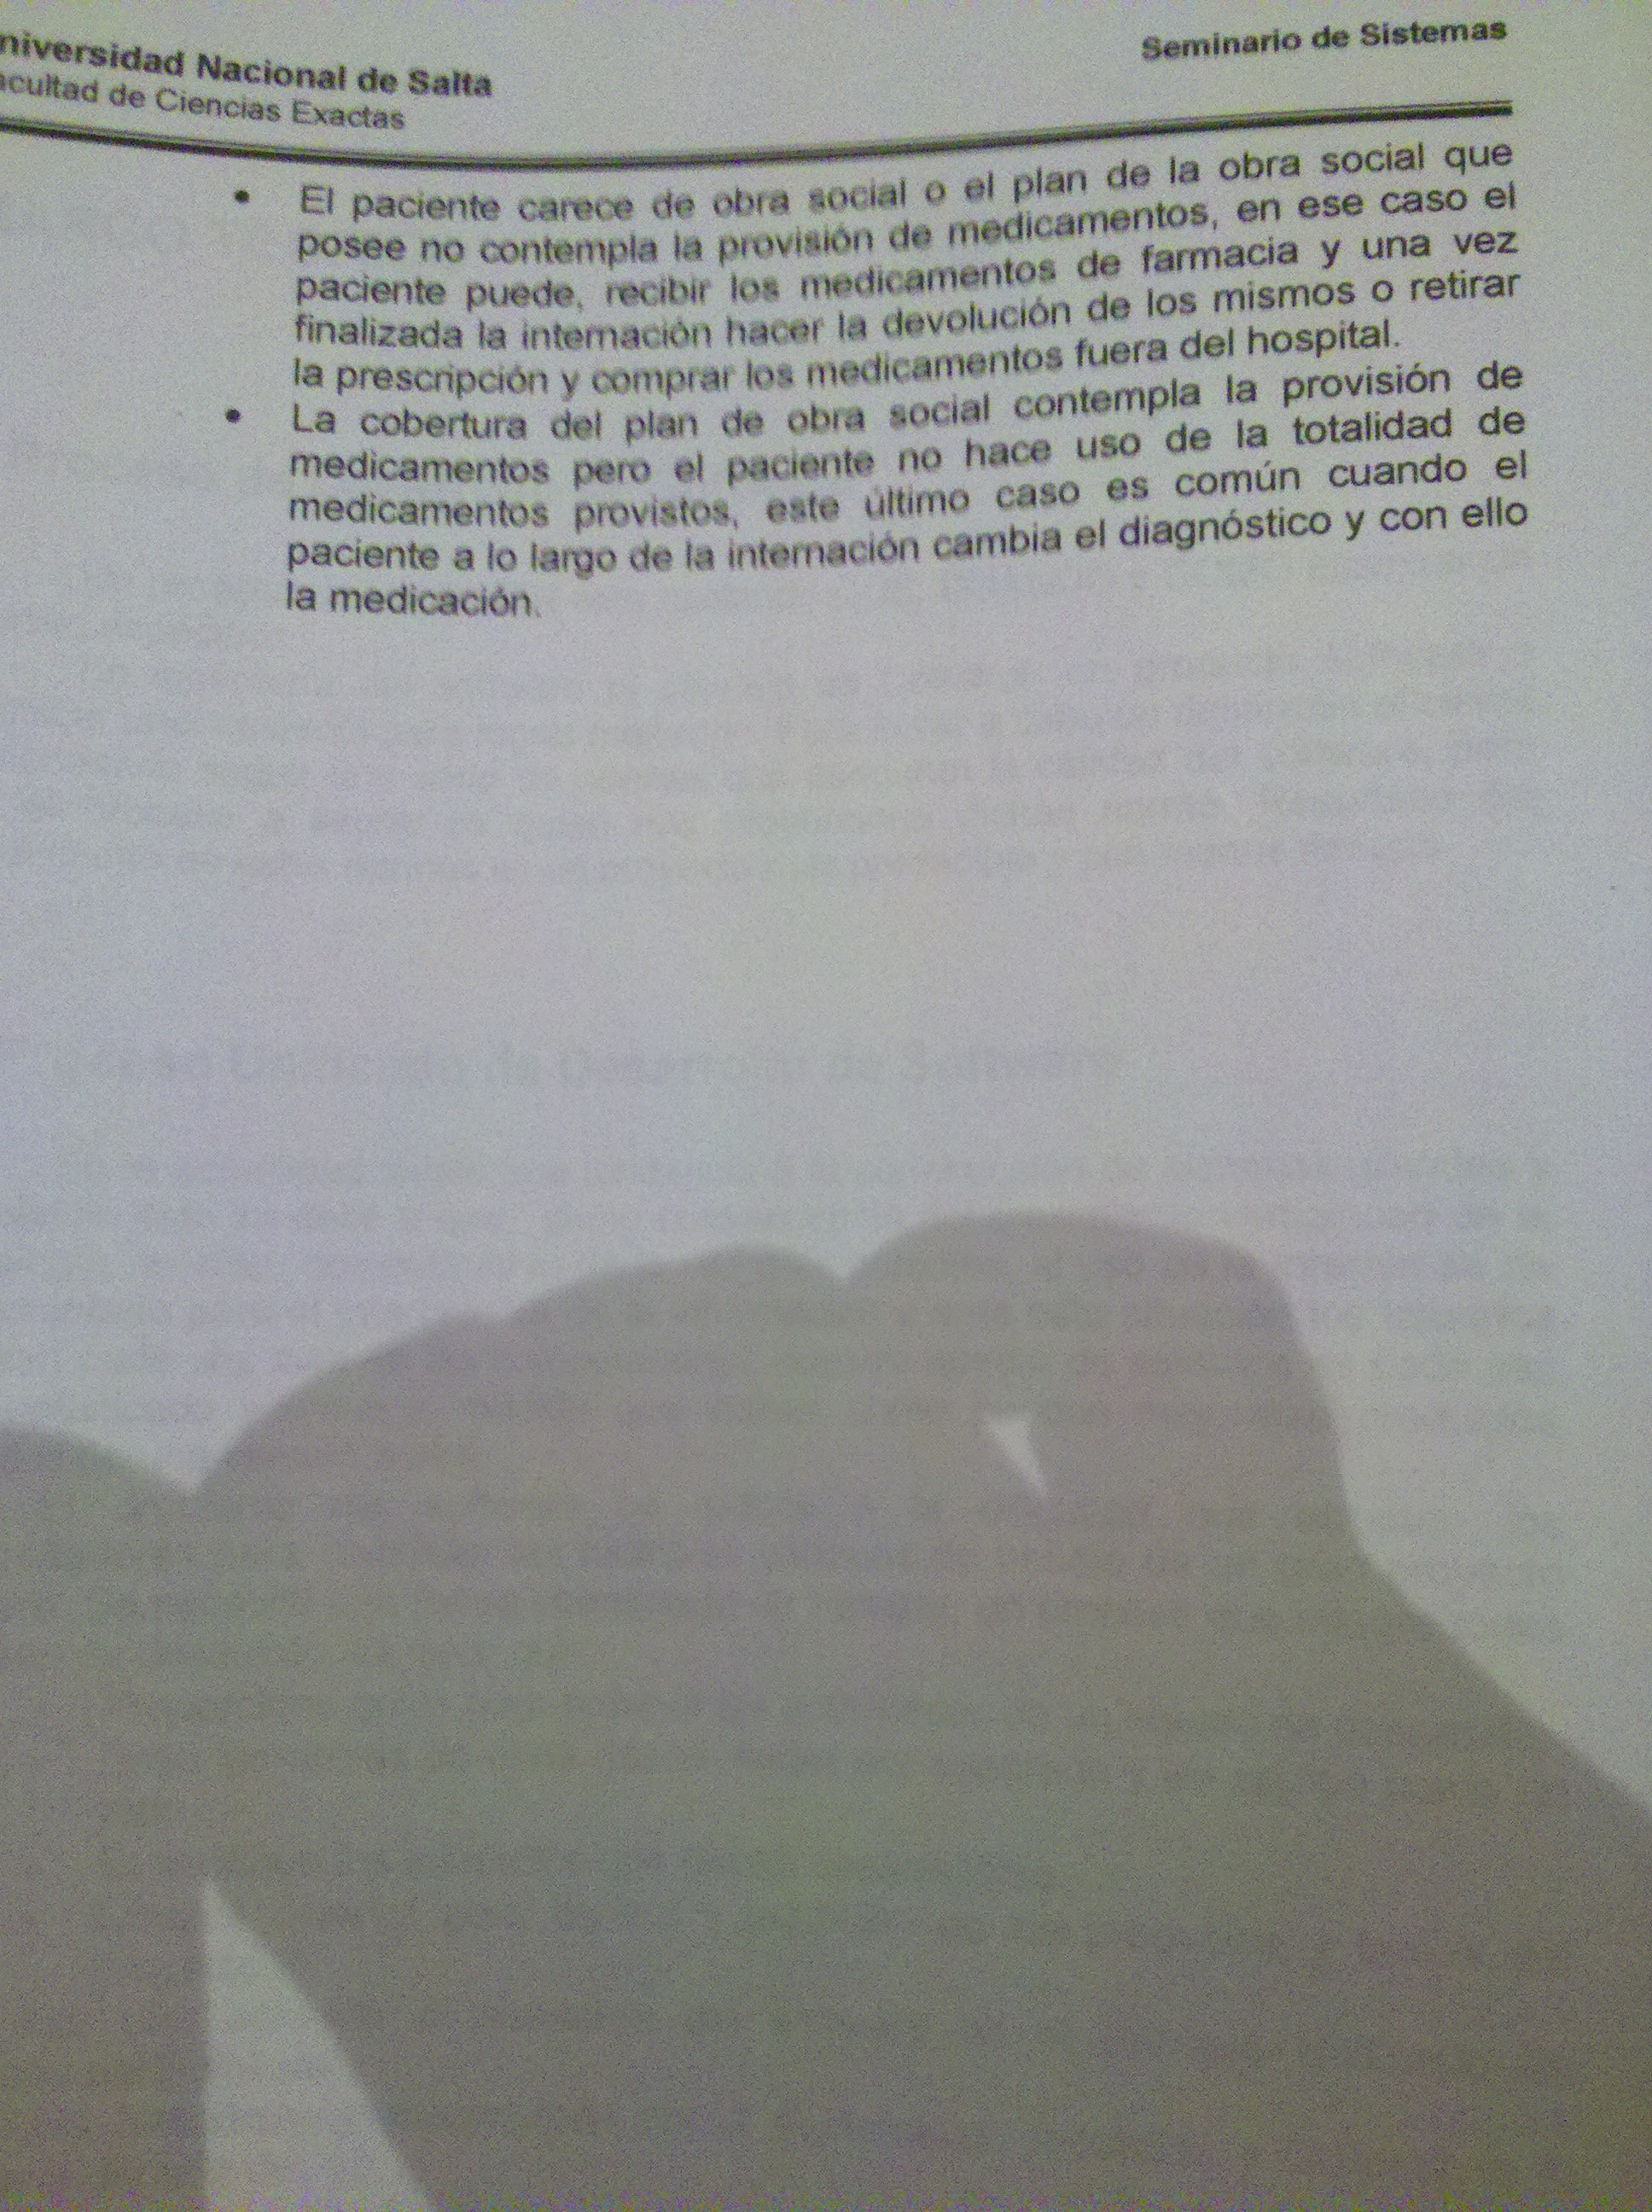 niversidad Nacional de Salta
acultad de Ciencias Exactas
Seminario de Sistemas
• El paciente carece de obra social o el plan de la obra social que
posee no contempla la provisión de medicamentos, en ese caso el
paciente puede, recibir los medicamentos de farmacia y una vez
finalizada la internación hacer la devolución de los mismos o retirar
la prescripción y comprar los medicamentos fuera del hospital.
• La cobertura del plan de obra social contempla la provisión de
medicamentos pero el paciente no hace uso de la totalidad de
medicamentos provistos, este último caso es común cuando el
paciente a lo largo de la internación cambia el diagnóstico y con ello
la medicación.